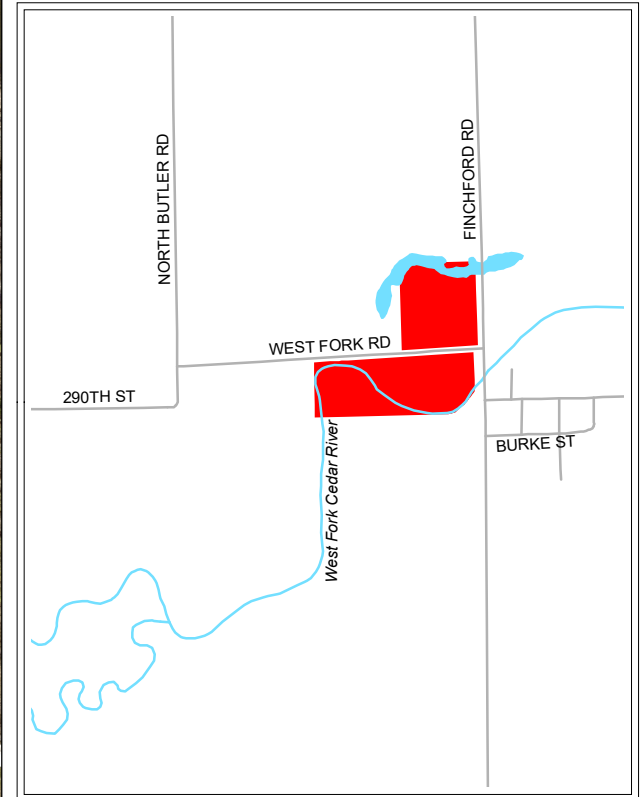 NORTH BUTLER RD
FINCHFORD RD
WEST FORK RD
290TH ST
BURKE ST
West Fork Cedar River